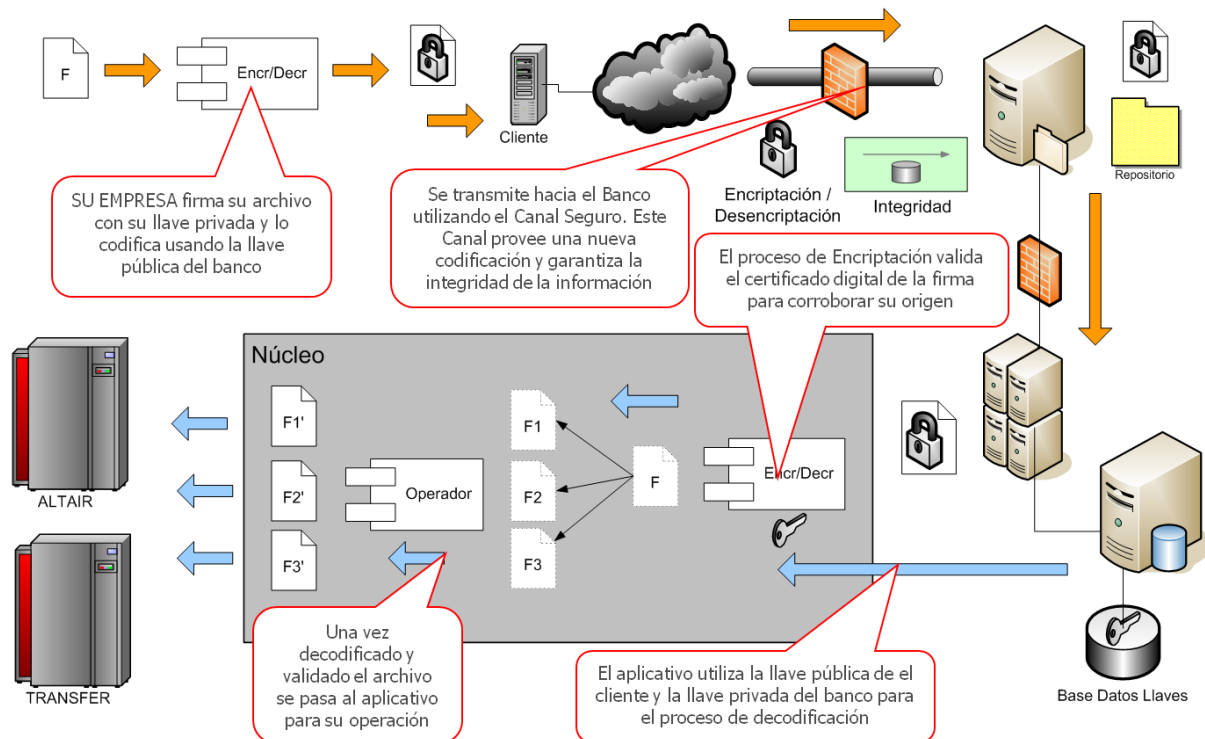 F
Encr/Decr
Cliente
Repositorio
SU EMPRESA firma su archivo
con su llave privada y lo
codifica usando la llave
pública del banco
Se transmite hacia el Banco
utilizando el Canal Seguro. Este
Canal provee una nueva
codificación y garantiza la
integridad de la información
Encriptación /
Desencriptación
Integridad
El proceso de Encriptación valida
el certificado digital de la firma
para corroborar su origen
Núcleo
F1'
F2'
F3'
Operador
F1
F2
F3
F
Encr/Decr
ALTAIR
TRANSFER
Una vez
decodificado y
validado el archivo
se pasa al aplicativo
para su operación
El aplicativo utiliza la llave pública de el
cliente y la llave privada del banco para
el proceso de decodificación
Base Datos Llaves